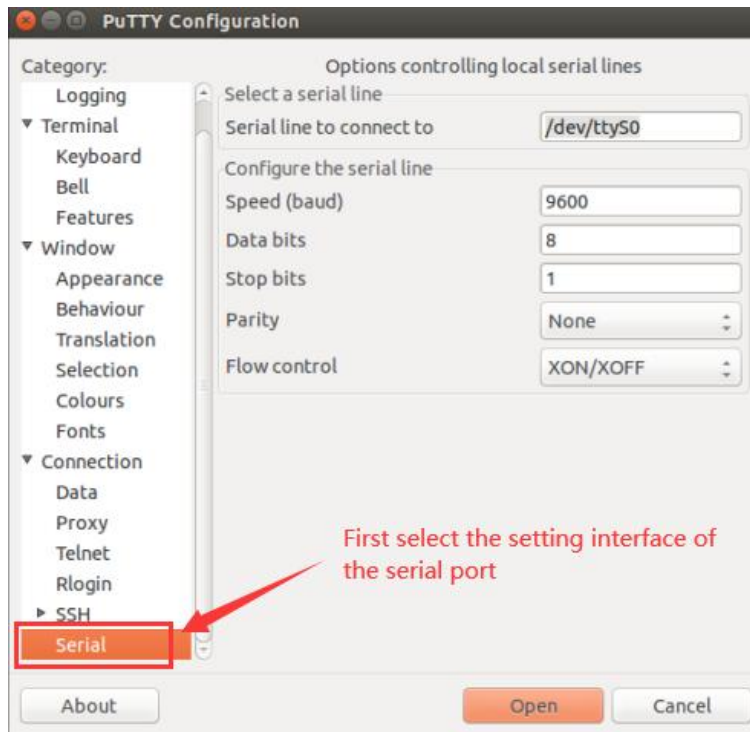 PuTTY Configuration
Category:
Logging
Terminal
Keyboard
Bell
Features
Window
Appearance
Behaviour
Translation
Selection
Colours
Fonts
Connection
Data
Proxy
Telnet
Rlogin
SSH
Serial
Options controlling local serial lines
Select a serial line
Serial line to connect to /dev/ttyS0
Configure the serial line
Speed (baud) 9600
Data bits 8
Stop bits 1
Parity None
Flow control XON/XOFF
First select the setting interface of
the serial port
About Open Cancel